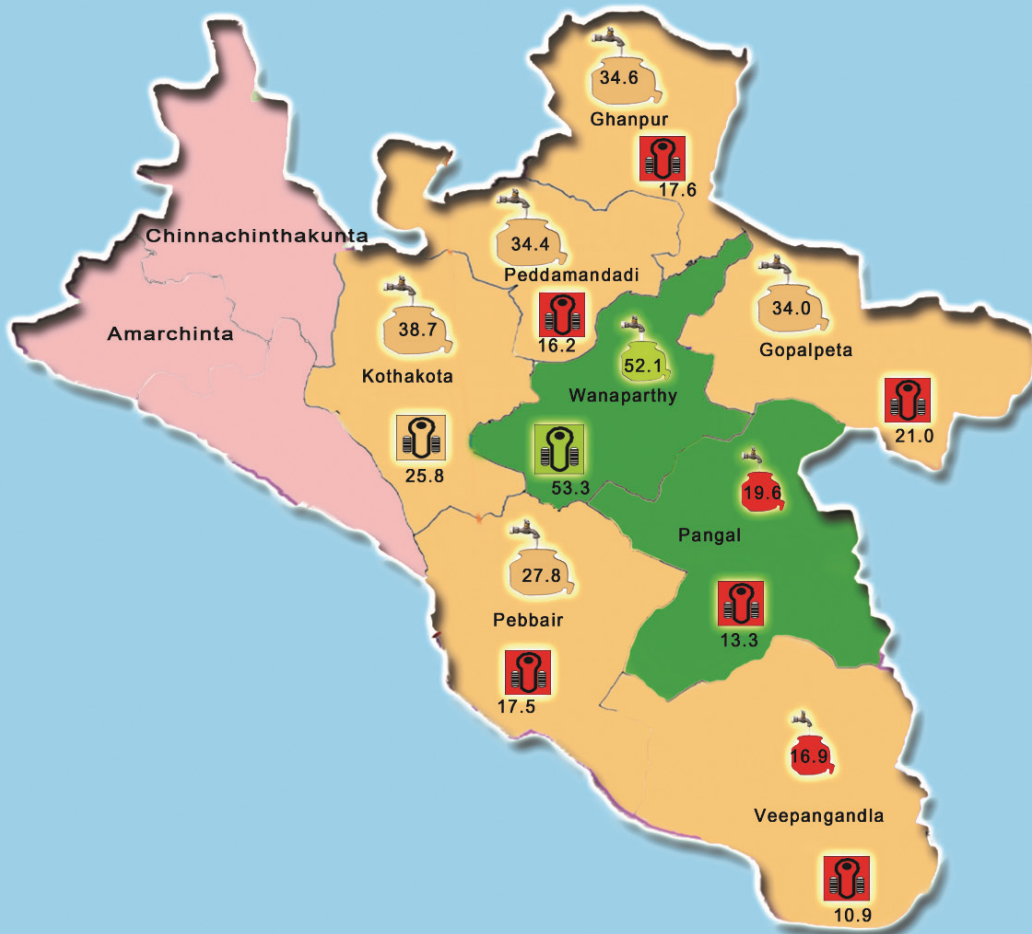 34.6
Ghanpur
17.6
Chinnachinthakunta
34.4
Peddamandadi
16.2
Amarchinta
38.7
Kothakota
25.8
34.0
Gopalpeta
21.0
52.1
Wanaparthy
53.3
19.6
Pangal
13.3
27.8
Pebbair
17.5
16.9
Veepangandla
10.9